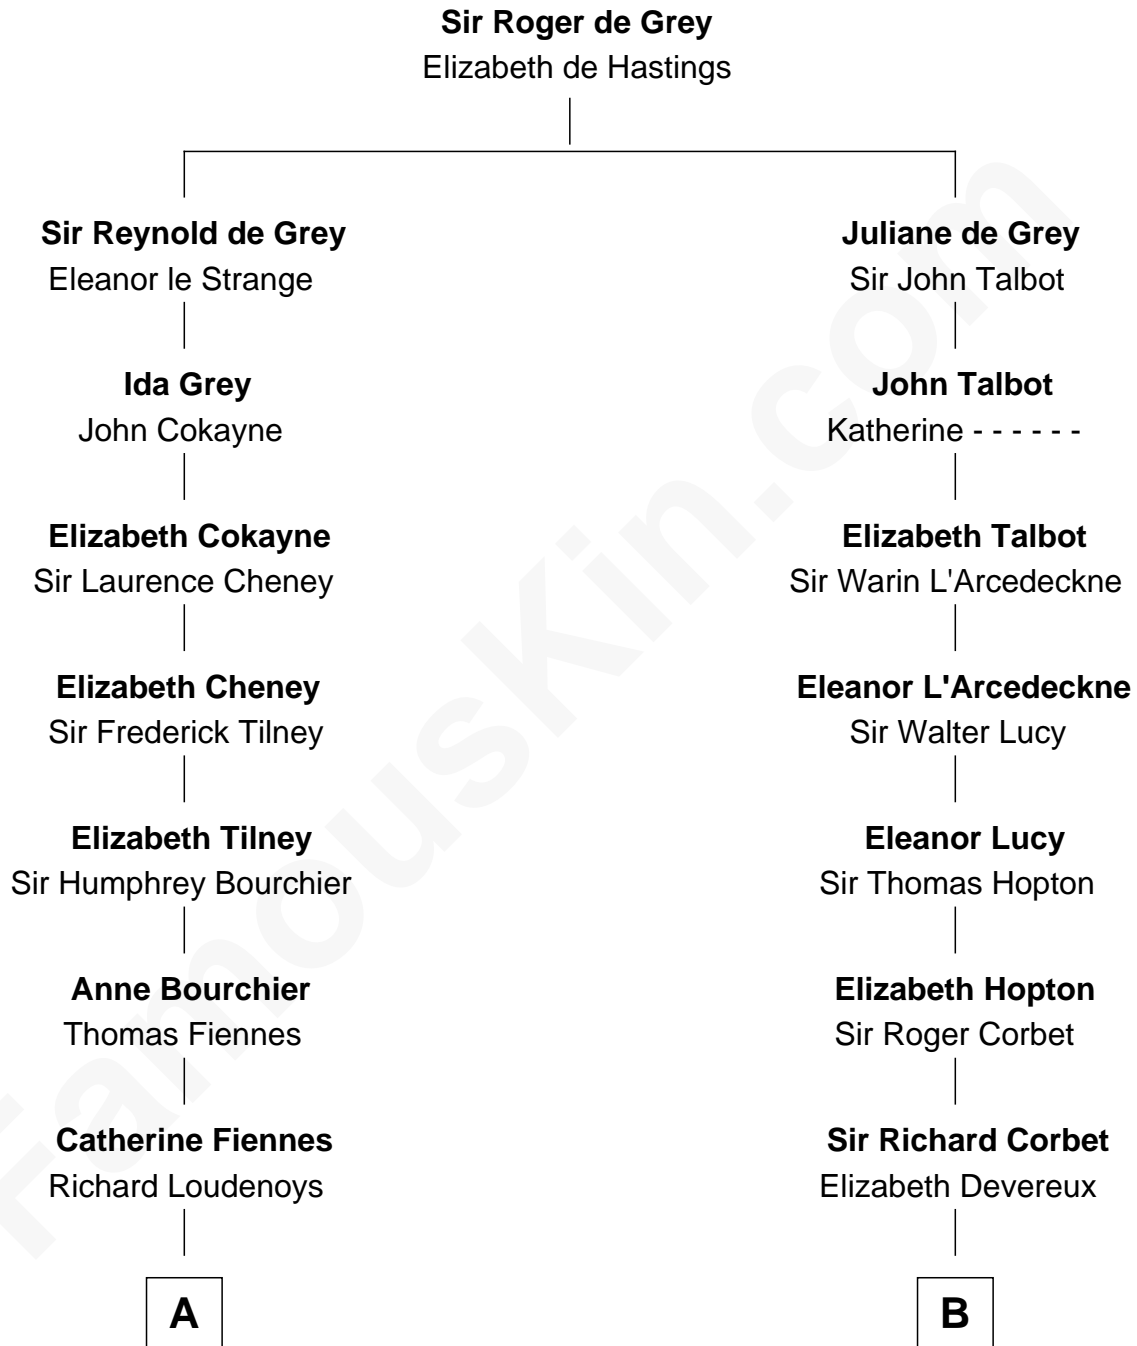 Sir Roger de Grey
Elizabeth de Hastings
Sir Reynold de Grey
Eleanor le Strange
Juliane de Grey
Sir John Talbot
Ida Grey
John Cokayne
John Talbot
Katherine - - - - - -
Elizabeth Cokayne
Sir Laurence Cheney
Elizabeth Talbot
Sir Warin L'Arcedeckne
Elizabeth Cheney
Sir Frederick Tilney
Eleanor L'Arcedeckne
Sir Walter Lucy
Elizabeth Tilney
Sir Humphrey Bourchier
Eleanor Lucy
Sir Thomas Hopton
Anne Bourchier
Thomas Fiennes
Elizabeth Hopton
Sir Roger Corbet
Catherine Fiennes
Richard Loudenoys
Sir Richard Corbet
Elizabeth Devereux
A
B
FamousKin.com